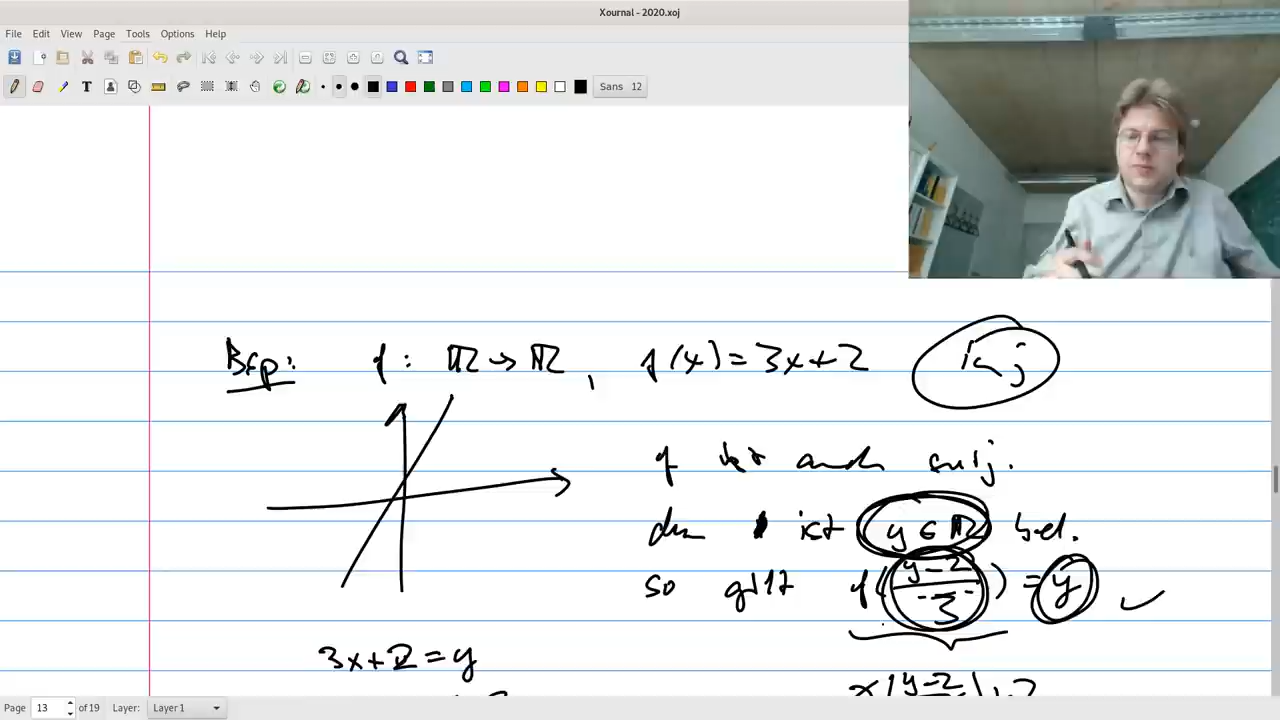 Xournal - 2020.xoj
File Edit View Page Tools Options Help
Sans 12
Bsp: f: ℝ → ℝ, f(x) = 3x+2 inj
f ist auch surj.
denn ist y ∈ ℝ bel.
so gilt f((y-2)/3) = y ✓
3x+2 = y
Page 13 of 19 Layer: Layer 1